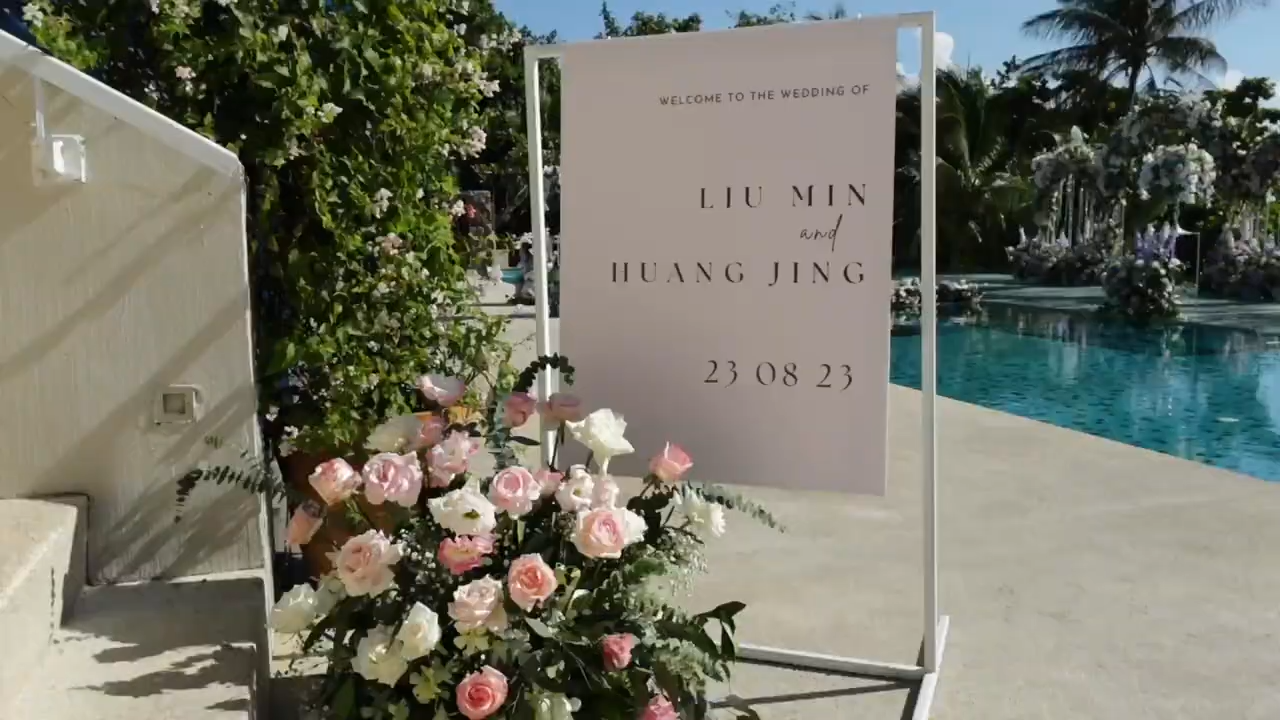 WELCOME TO THE WEDDING OF
LIU MIN
and
HUANG JING
23 08 23